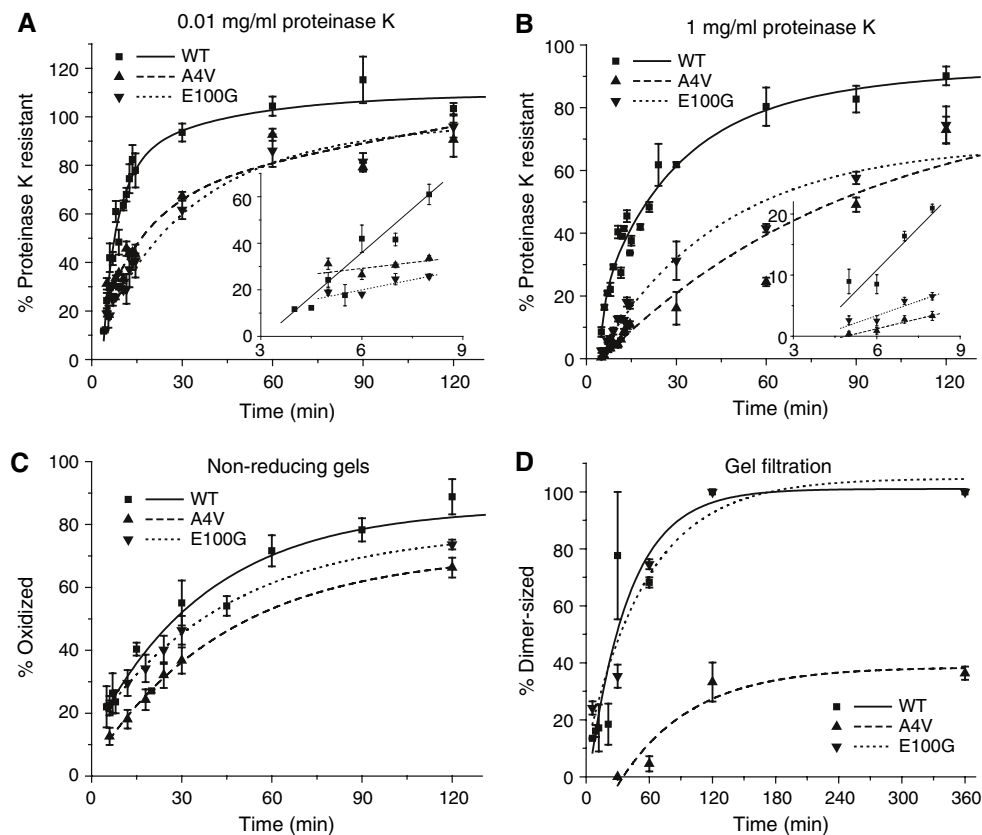 A
0.01 mg/ml proteinase K
% Proteinase K resistant
120
100
80
60
40
20
0
WT
A4V
E100G
60
40
20
0
3
6
9
0
30
60
90
120
Time (min)
B
1 mg/ml proteinase K
% Proteinase K resistant
100
80
60
40
20
0
WT
A4V
E100G
20
10
0
3
6
9
0
30
60
90
120
Time (min)
C
Non-reducing gels
% Oxidized
100
80
60
40
20
0
WT
A4V
E100G
0
30
60
90
120
Time (min)
D
Gel filtration
% Dimer-sized
100
80
60
40
20
0
WT
A4V
E100G
0
60
120
180
240
300
360
Time (min)